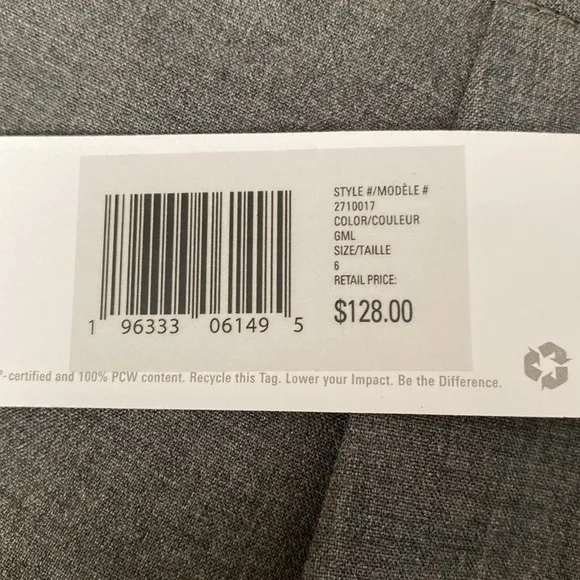 STYLE #/MODÈLE #
2710017
COLOR/COULEUR
GML
SIZE/TAILLE
6
RETAIL PRICE:
$128.00
1 96333 06149 5
®-certified and 100% PCW content. Recycle this Tag. Lower your Impact. Be the Difference.